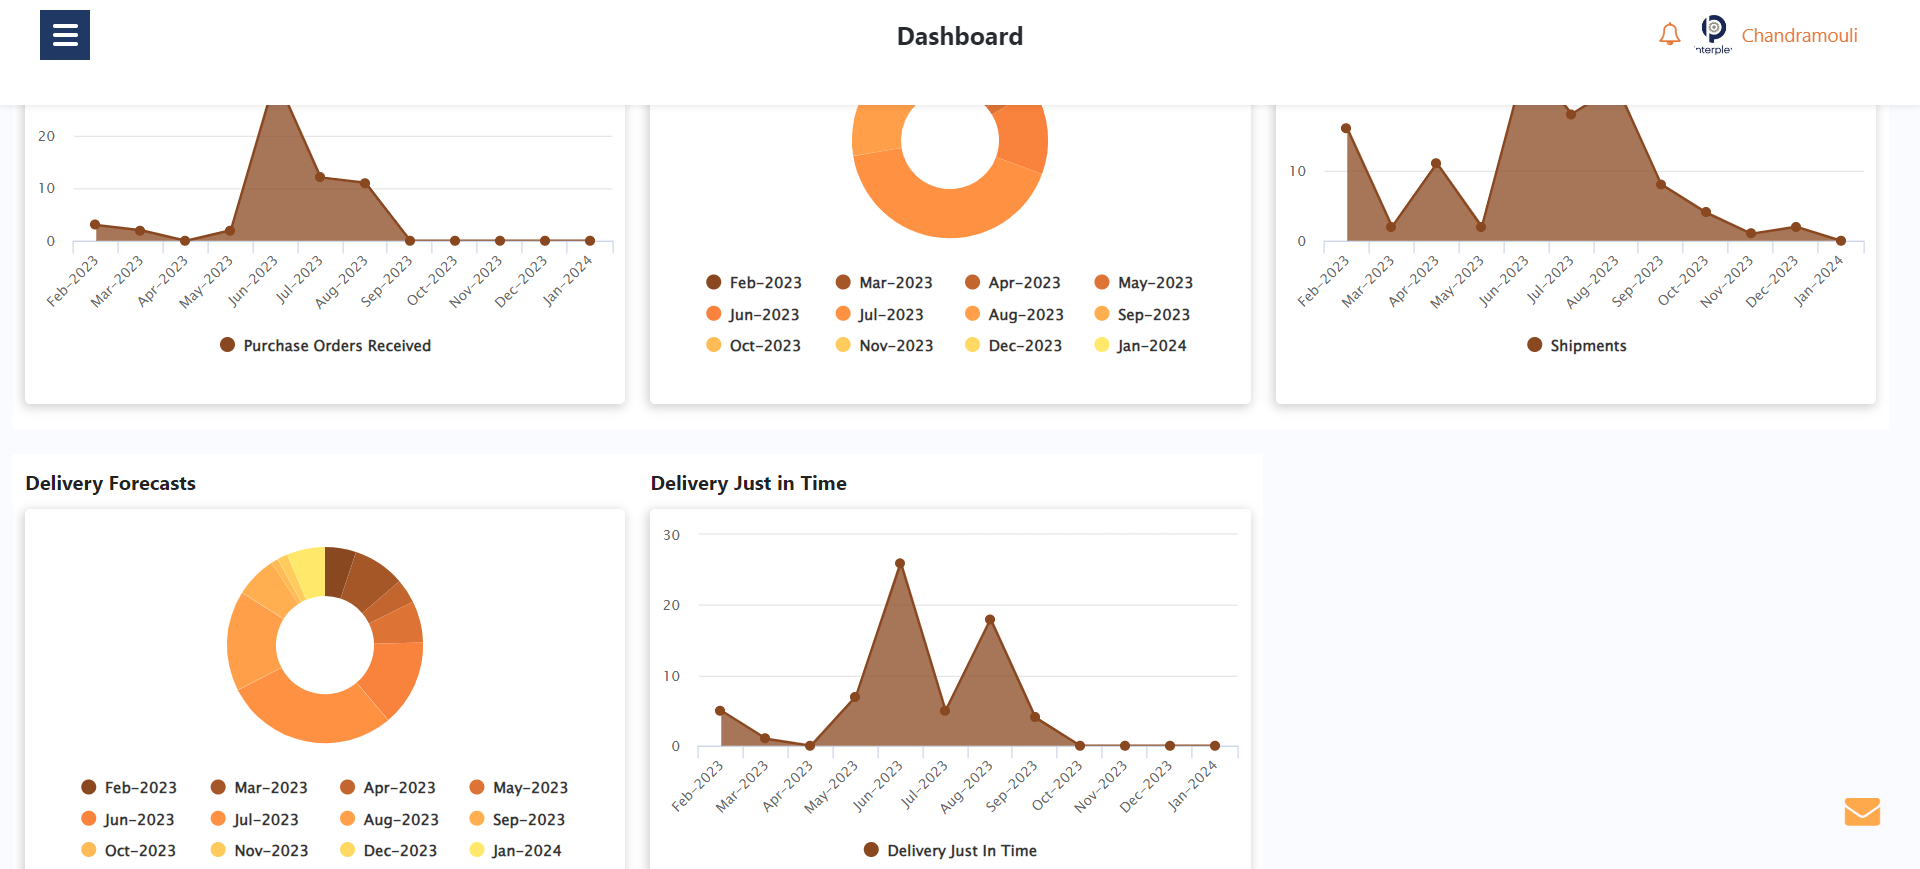 Dashboard
nterple
Chandramouli
20
10
0
Feb-2023
Mar-2023
Apr-2023
May-2023
Jun-2023
Jul-2023
Aug-2023
Sep-2023
Oct-2023
Nov-2023
Dec-2023
Jan-2024
Purchase Orders Received
Feb-2023 Mar-2023 Apr-2023 May-2023
Jun-2023 Jul-2023 Aug-2023 Sep-2023
Oct-2023 Nov-2023 Dec-2023 Jan-2024
10
0
Feb-2023
Mar-2023
Apr-2023
May-2023
Jun-2023
Jul-2023
Aug-2023
Sep-2023
Oct-2023
Nov-2023
Dec-2023
Jan-2024
Shipments
Delivery Forecasts
Feb-2023 Mar-2023 Apr-2023 May-2023
Jun-2023 Jul-2023 Aug-2023 Sep-2023
Oct-2023 Nov-2023 Dec-2023 Jan-2024
Delivery Just in Time
30
20
10
0
Feb-2023
Mar-2023
Apr-2023
May-2023
Jun-2023
Jul-2023
Aug-2023
Sep-2023
Oct-2023
Nov-2023
Dec-2023
Jan-2024
Delivery Just In Time